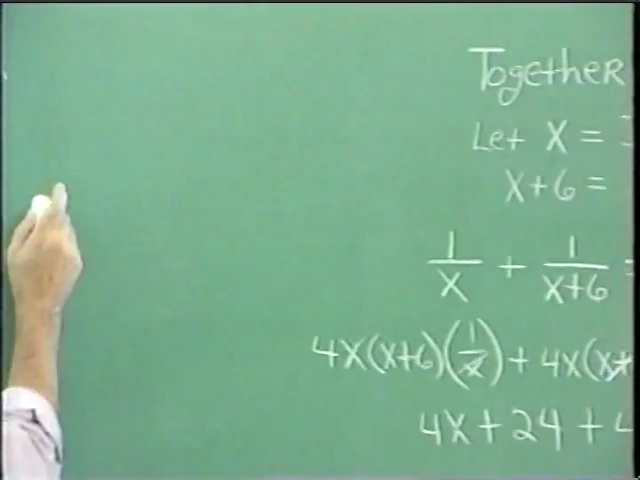 Together
Let x =
x+6 =
1/x + 1/(x+6) =
4x(x+6)(1/x) + 4x(x+
4x + 24 + 4